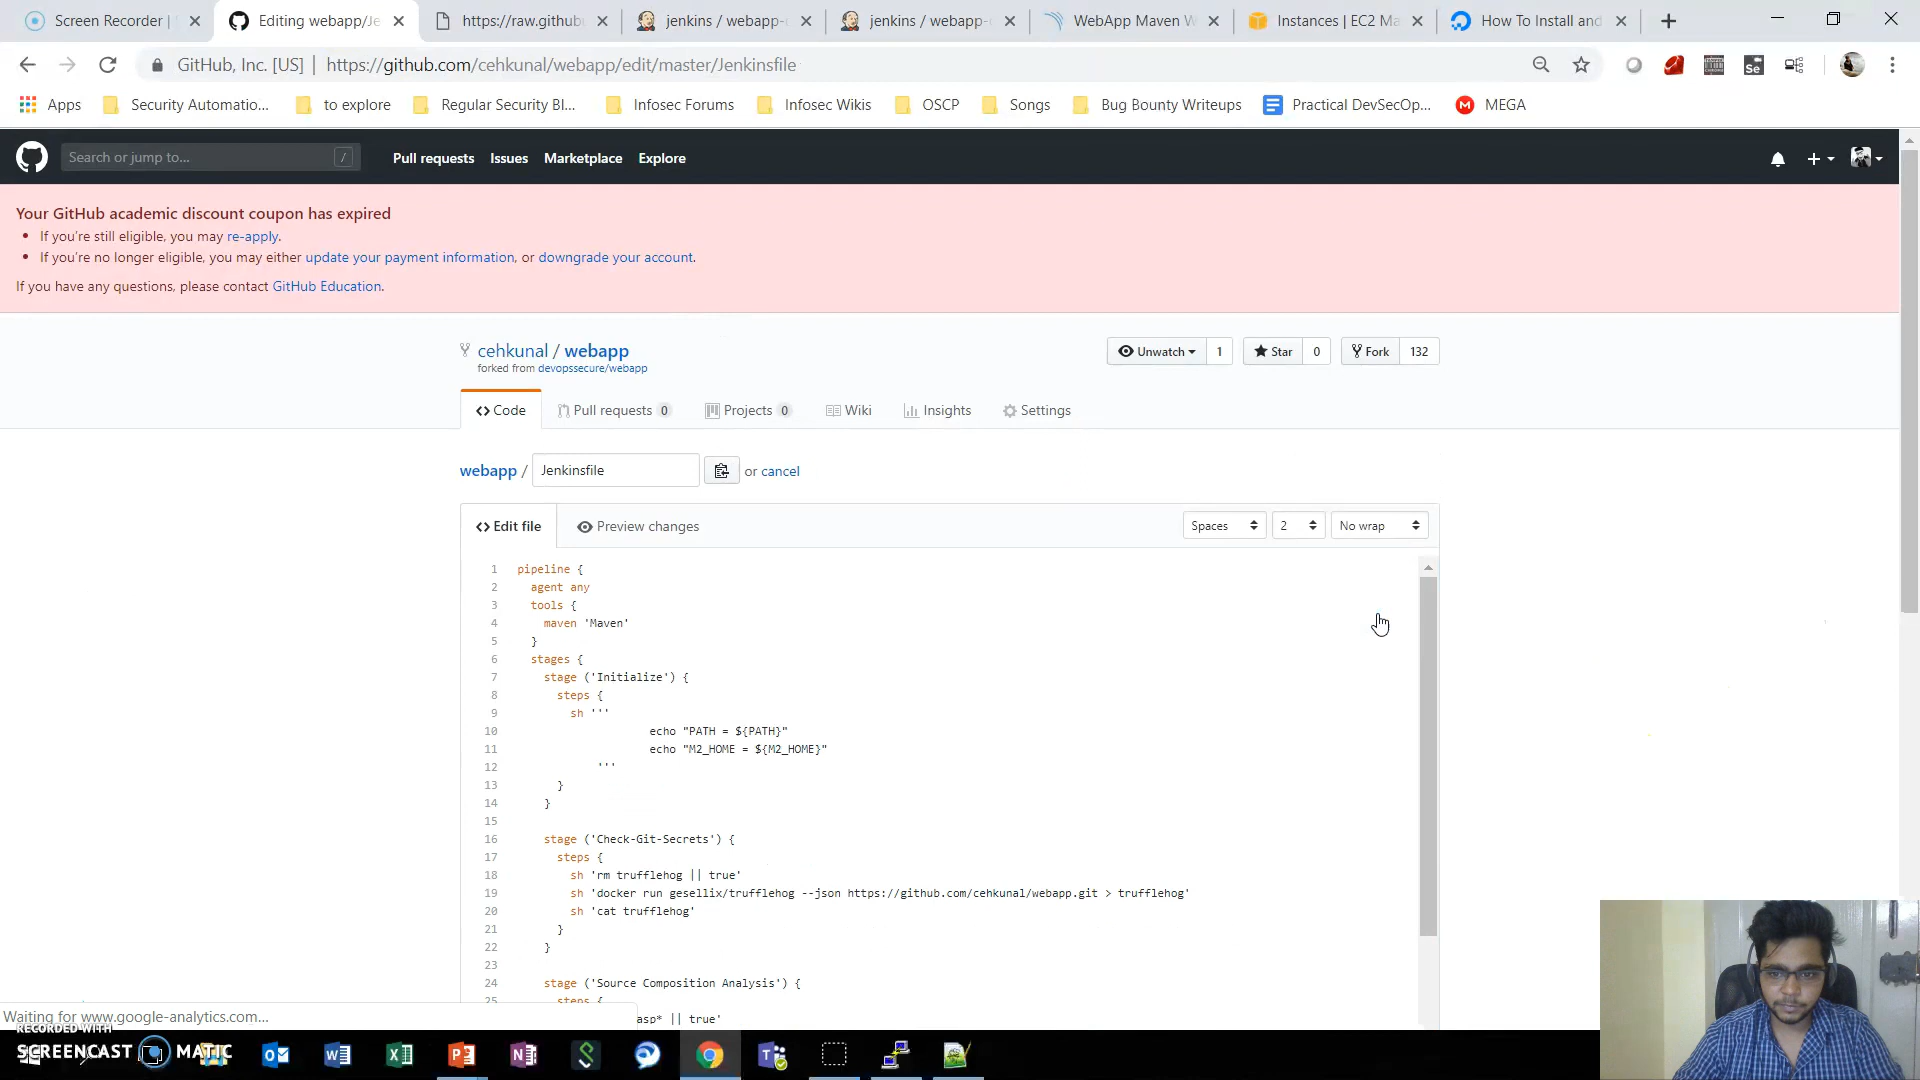 Screen Recorder |
Editing webapp/Je
https://raw.githubu
jenkins / webapp-
jenkins / webapp-
WebApp Maven W
Instances | EC2 Ma
How To Install and
GitHub, Inc. [US] | https://github.com/cehkunal/webapp/edit/master/Jenkinsfile
Apps
Security Automatio...
to explore
Regular Security Bl...
Infosec Forums
Infosec Wikis
OSCP
Songs
Bug Bounty Writeups
Practical DevSecOp...
MEGA
Search or jump to...
/
Pull requests
Issues
Marketplace
Explore
Your GitHub academic discount coupon has expired
If you're still eligible, you may re-apply.
If you're no longer eligible, you may either update your payment information, or downgrade your account.
If you have any questions, please contact GitHub Education.
cehkunal / webapp
forked from devopssecure/webapp
Unwatch 1
Star 0
Fork 132
Code
Pull requests 0
Projects 0
Wiki
Insights
Settings
webapp / Jenkinsfile or cancel
Edit file
Preview changes
Spaces
2
No wrap
1 pipeline {
2 agent any
3 tools {
4 maven 'Maven'
5 }
6 stages {
7 stage ('Initialize') {
8 steps {
9 sh '''
10 echo "PATH = ${PATH}"
11 echo "M2_HOME = ${M2_HOME}"
12 '''
13 }
14 }
15
16 stage ('Check-Git-Secrets') {
17 steps {
18 sh 'rm trufflehog || true'
19 sh 'docker run gesellix/trufflehog --json https://github.com/cehkunal/webapp.git > trufflehog'
20 sh 'cat trufflehog'
21 }
22 }
23
24 stage ('Source Composition Analysis') {
25 steps {
asp* || true'
Waiting for www.google-analytics.com...
RECORDED WITH
SCREENCAST MATIC